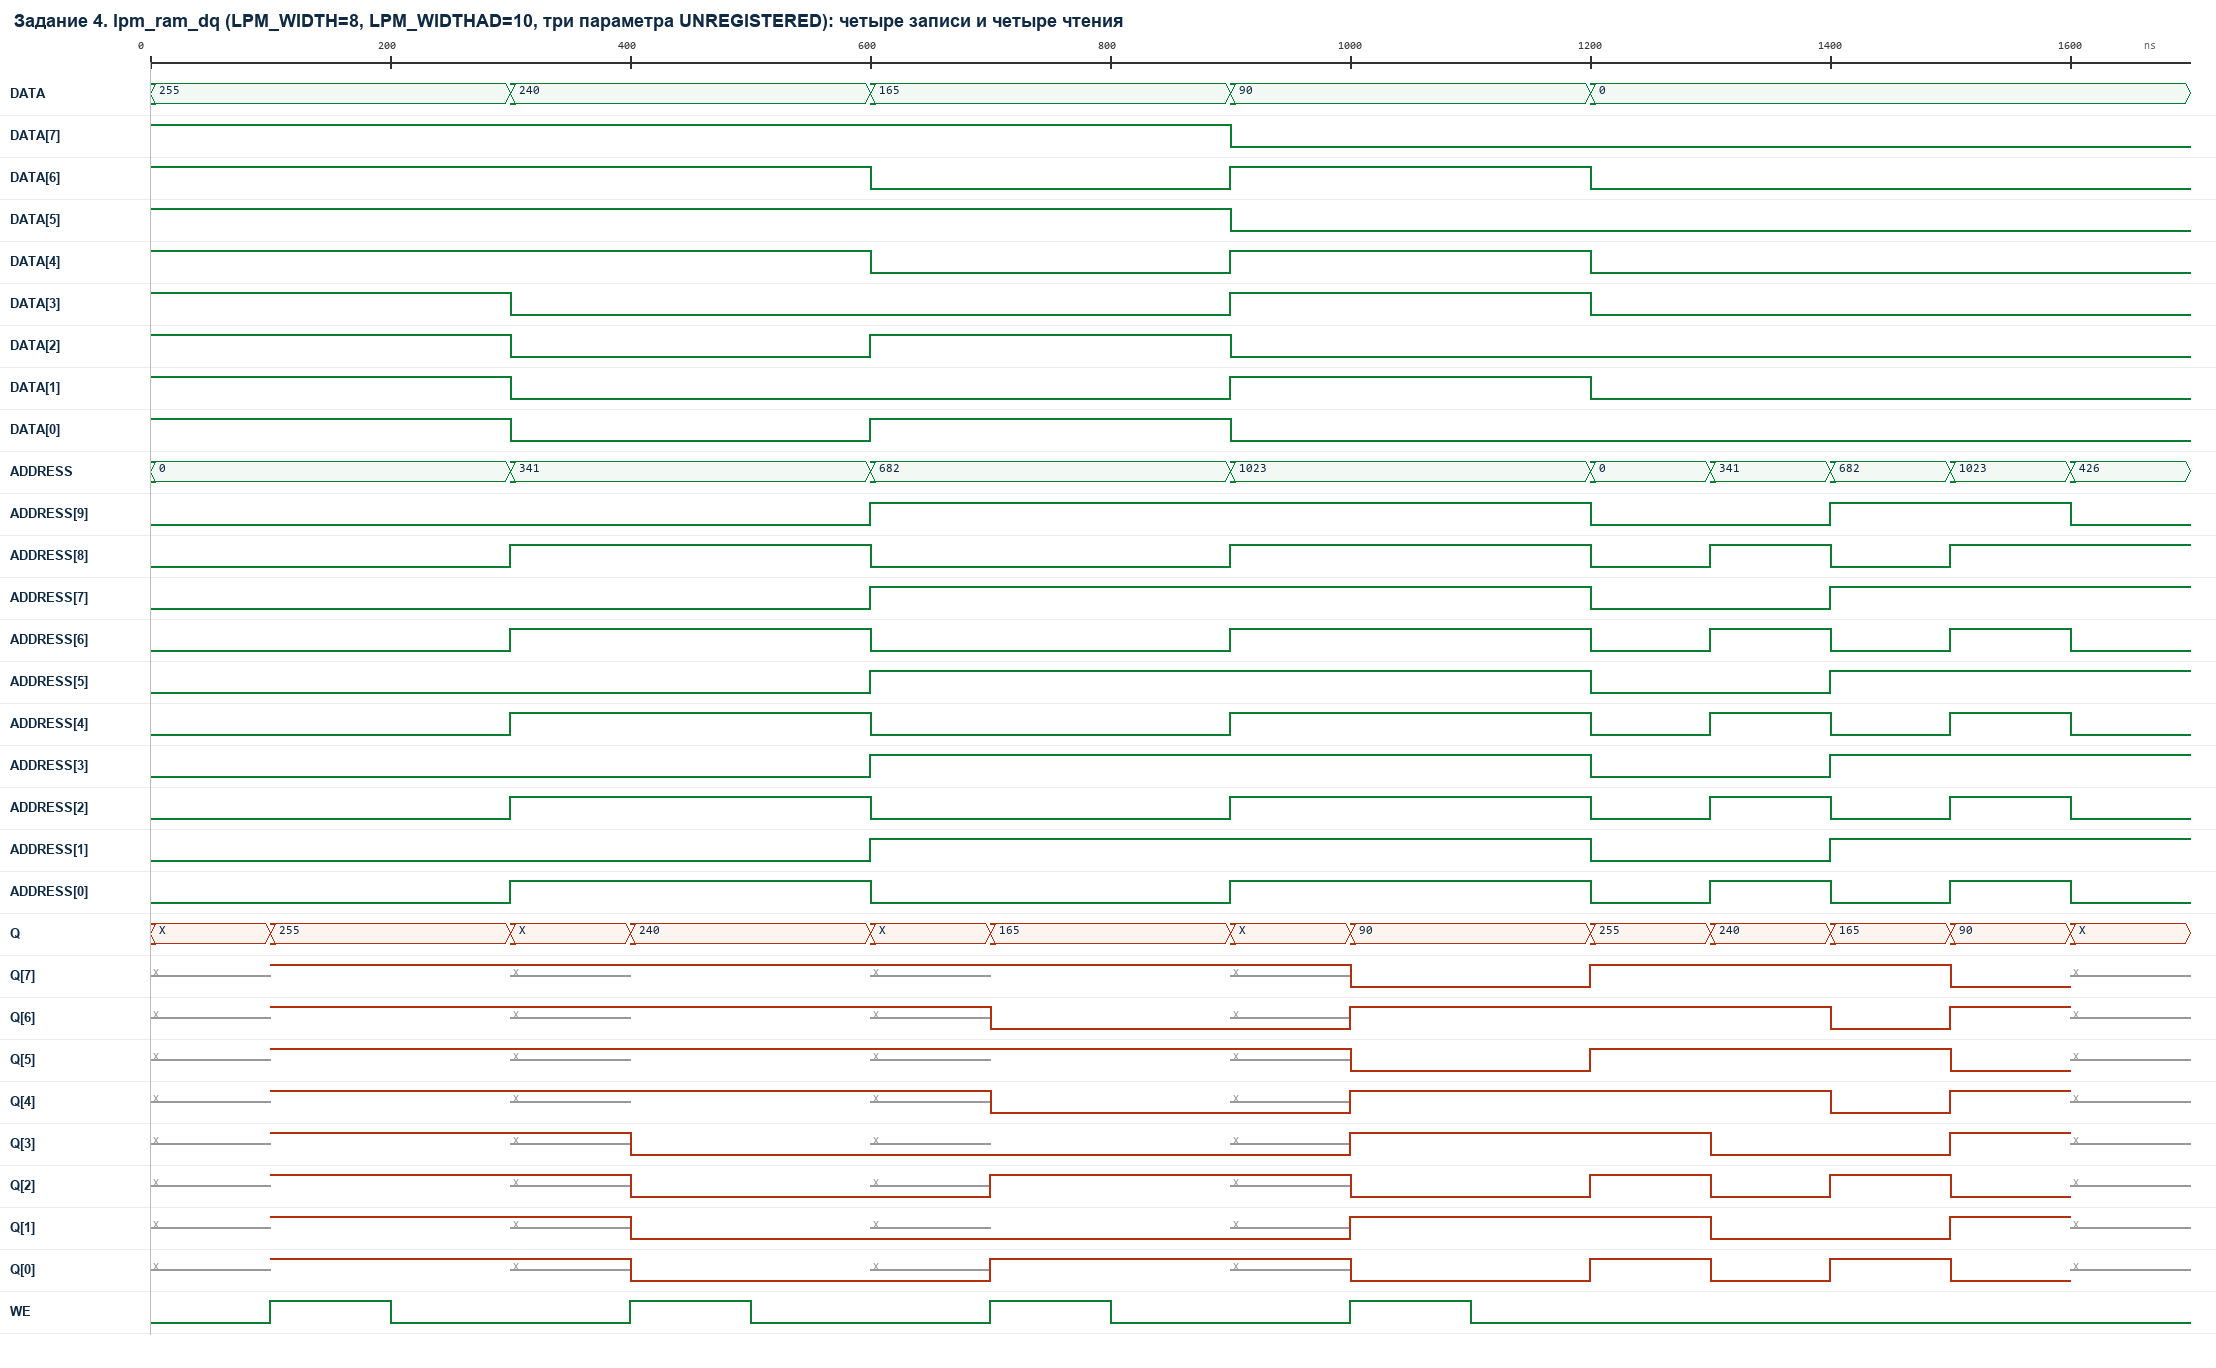 Задание 4. lpm_ram_dq (LPM_WIDTH=8, LPM_WIDTHAD=10, три параметра UNREGISTERED): четыре записи и четыре чтения
0 200 400 600 800 1000 1200 1400 1600 ns
DATA 255 240 165 90 0
DATA[7]
DATA[6]
DATA[5]
DATA[4]
DATA[3]
DATA[2]
DATA[1]
DATA[0]
ADDRESS 0 341 682 1023 0 341 682 1023 426
ADDRESS[9]
ADDRESS[8]
ADDRESS[7]
ADDRESS[6]
ADDRESS[5]
ADDRESS[4]
ADDRESS[3]
ADDRESS[2]
ADDRESS[1]
ADDRESS[0]
Q X 255 X 240 X 165 X 90 255 240 165 90 X
Q[7] X X X X X
Q[6] X X X X X
Q[5] X X X X X
Q[4] X X X X X
Q[3] X X X X X
Q[2] X X X X X
Q[1] X X X X X
Q[0] X X X X X
WE